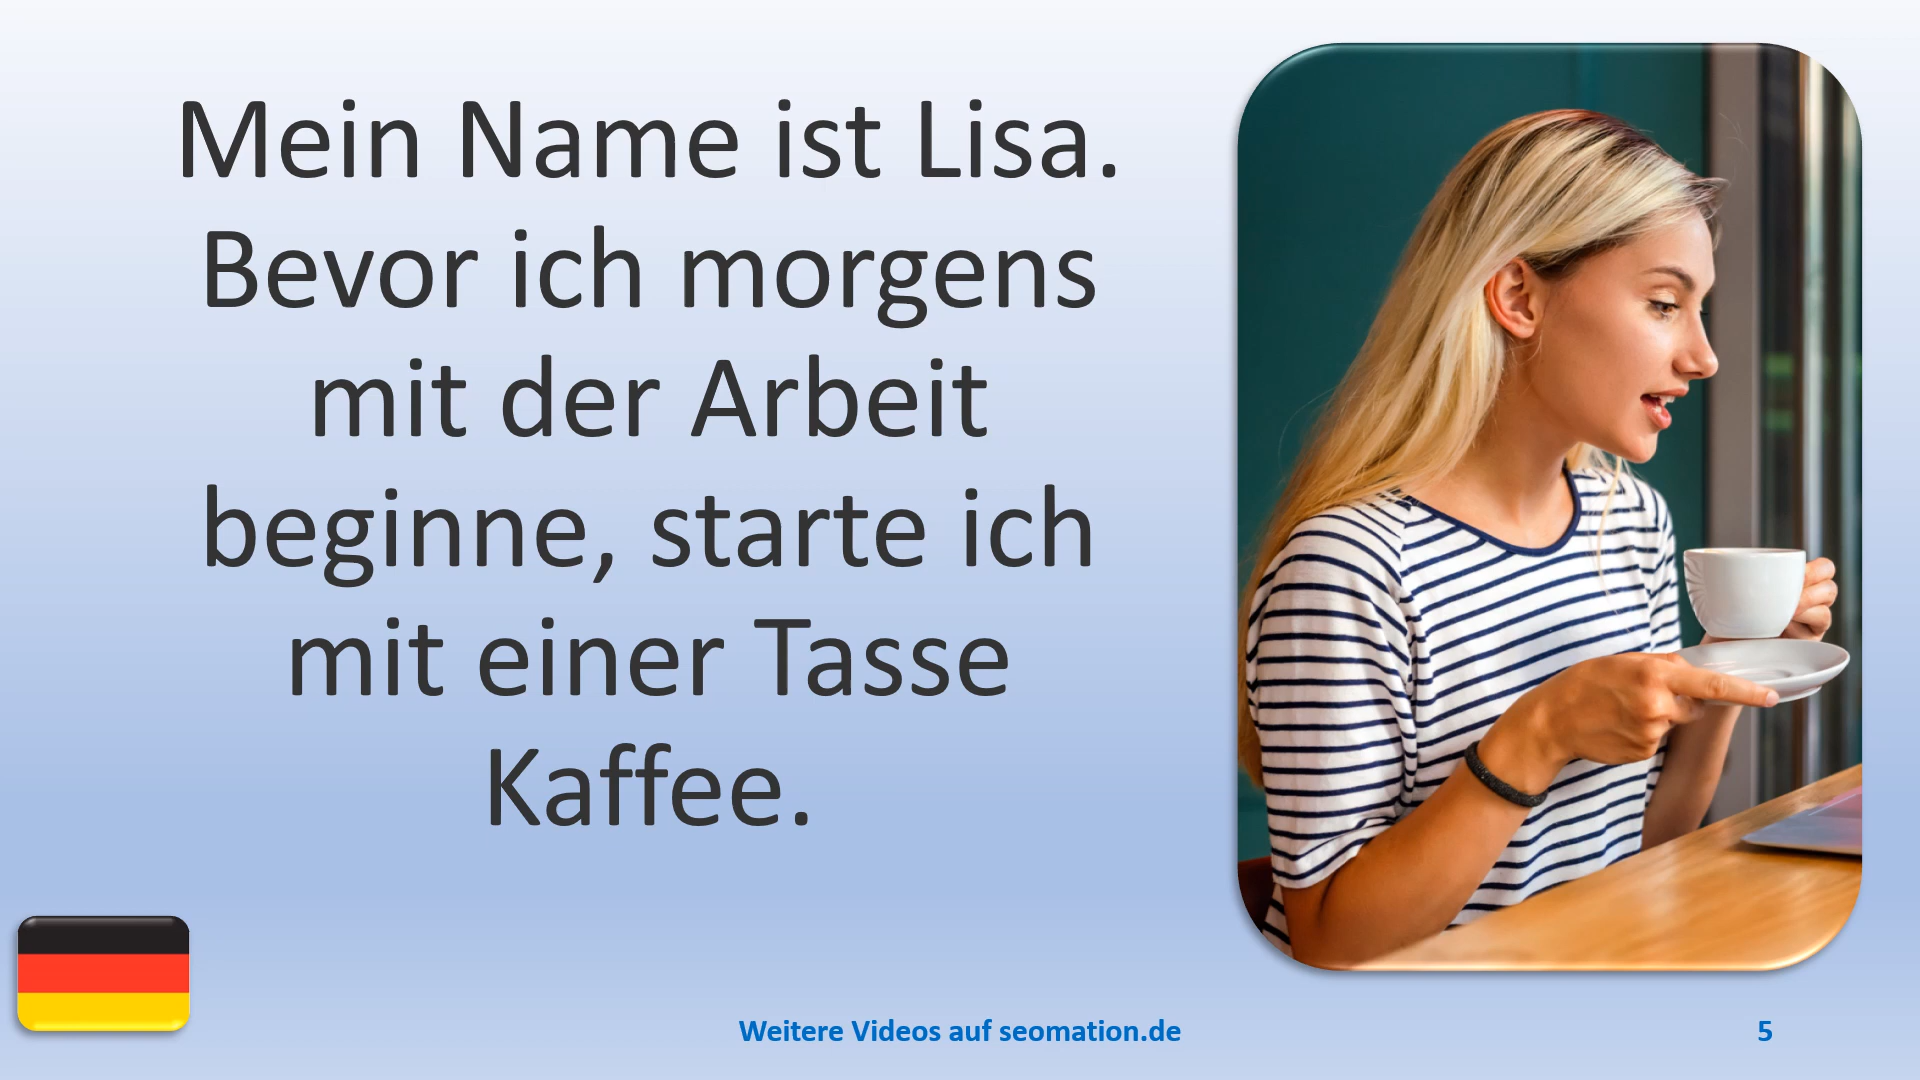 Mein Name ist Lisa.
Bevor ich morgens
mit der Arbeit
beginne, starte ich
mit einer Tasse
Kaffee.
Weitere Videos auf seomation.de
5